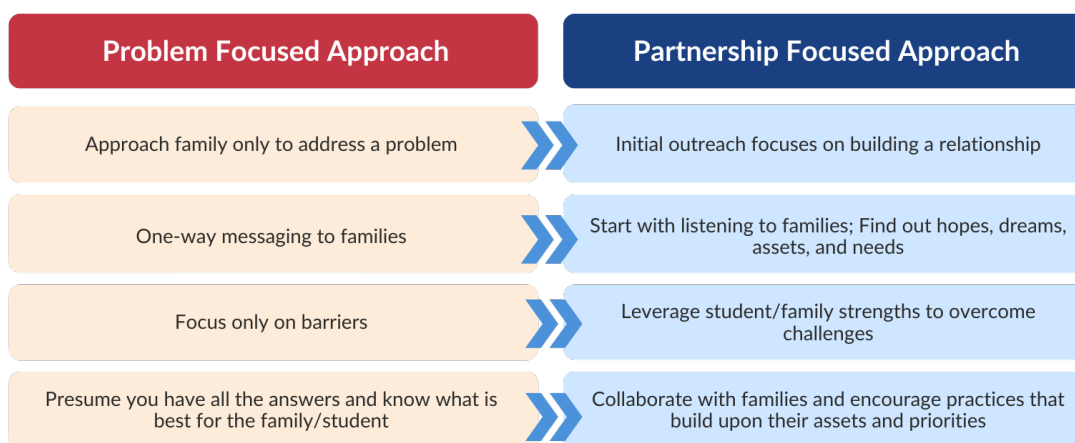 Problem Focused Approach
Partnership Focused Approach
Approach family only to address a problem
Initial outreach focuses on building a relationship
One-way messaging to families
Start with listening to families; Find out hopes, dreams,
assets, and needs
Focus only on barriers
Leverage student/family strengths to overcome
challenges
Presume you have all the answers and know what is
best for the family/student
Collaborate with families and encourage practices that
build upon their assets and priorities